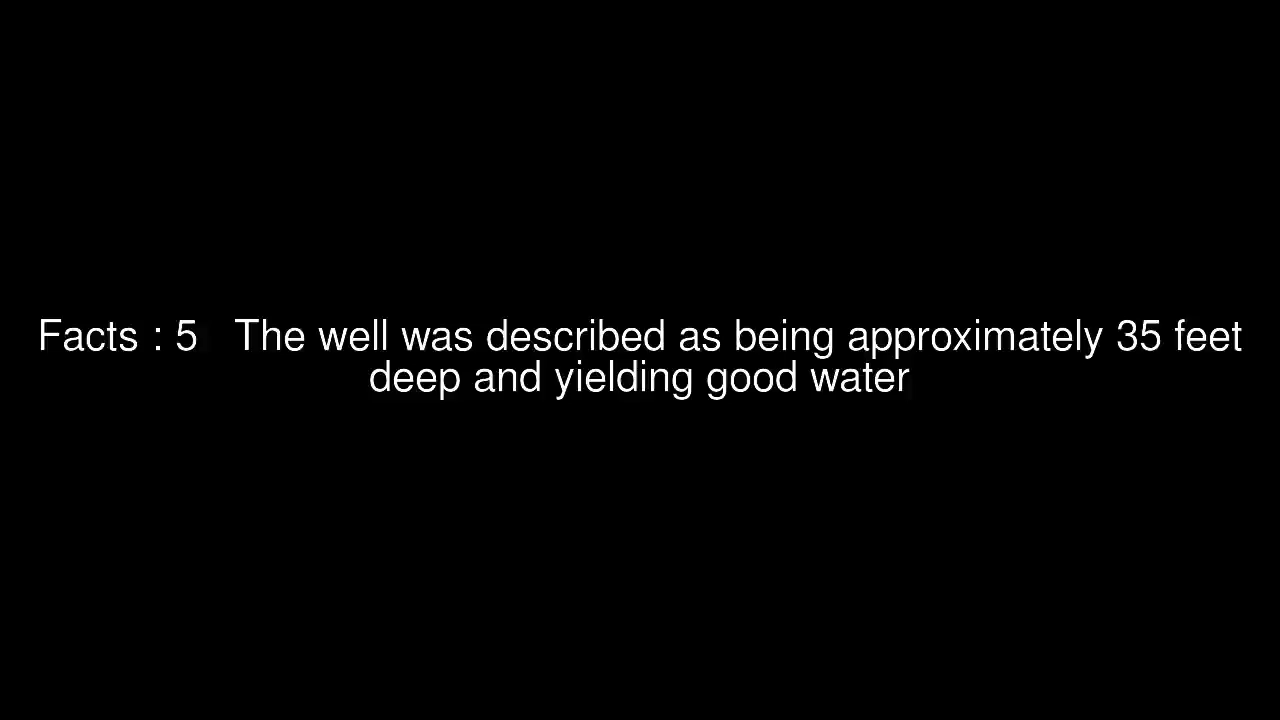 Facts : 5   The well was described as being approximately 35 feet
deep and yielding good water